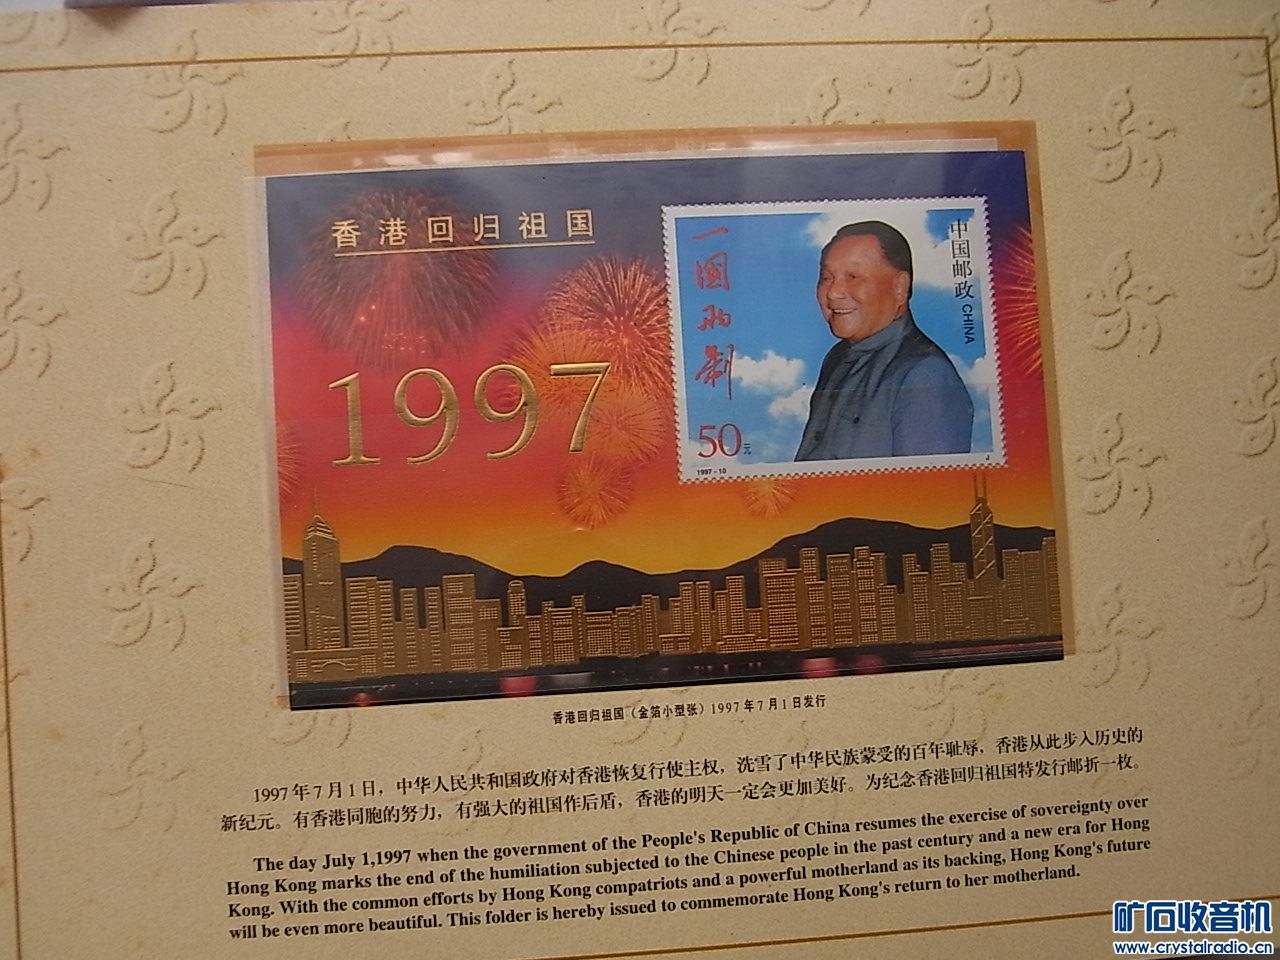 香港回归祖国
1997
一國两制
中国邮政 CHINA
50元
1997-10
J
香港回归祖国（金箔小型张）1997年7月1日发行
1997年7月1日，中华人民共和国政府对香港恢复行使主权，洗雪了中华民族蒙受的百年耻辱，香港从此步入历史的
新纪元。有香港同胞的努力，有强大的祖国作后盾，香港的明天一定会更加美好。为纪念香港回归祖国特发行邮折一枚。
The day July 1,1997 when the government of the People's Republic of China resumes the exercise of sovereignty over
Hong Kong marks the end of the humiliation subjected to the Chinese people in the past century and a new era for Hong
Kong. With the common efforts by Hong Kong compatriots and a powerful motherland as its backing, Hong Kong's future
will be even more beautiful. This folder is hereby issued to commemorate Hong Kong's return to her motherland.
矿石收音机
www.crystalradio.cn